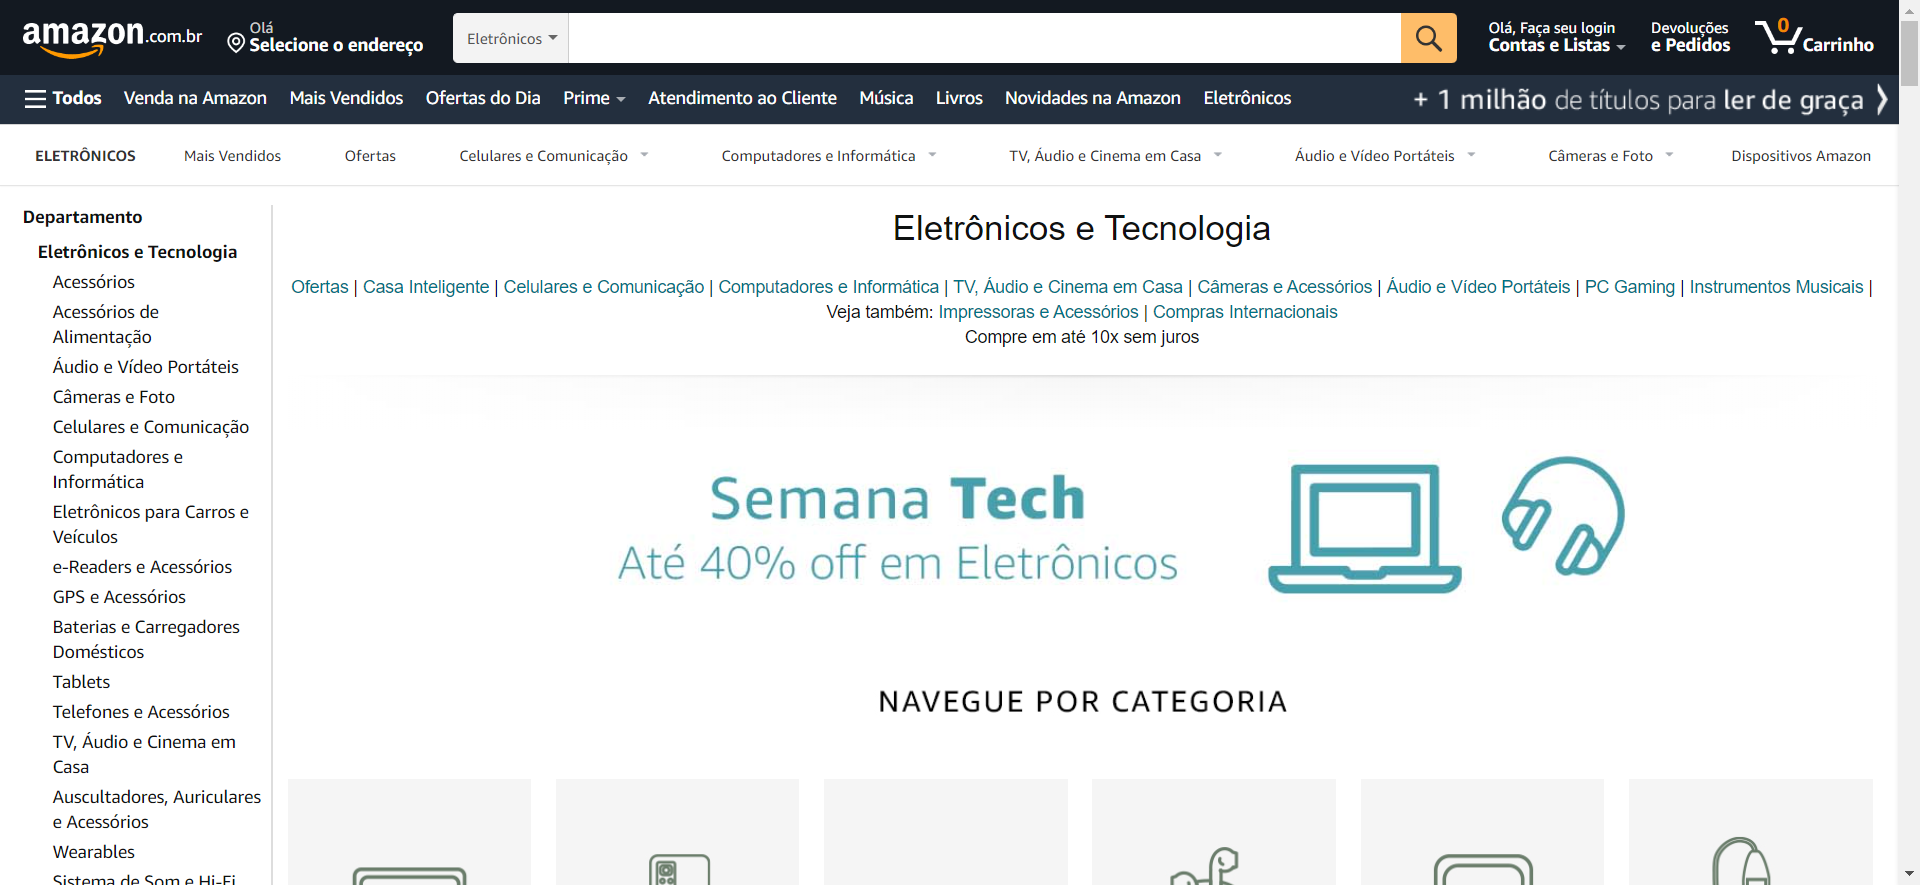 amazon.com.br
Olá
Selecione o endereço
Eletrônicos
Olá, Faça seu login
Contas e Listas
Devoluções
e Pedidos
0
Carrinho
Todos Venda na Amazon Mais Vendidos Ofertas do Dia Prime Atendimento ao Cliente Música Livros Novidades na Amazon Eletrônicos
+ 1 milhão de títulos para ler de graça
ELETRÔNICOS Mais Vendidos Ofertas Celulares e Comunicação Computadores e Informática TV, Áudio e Cinema em Casa Áudio e Vídeo Portáteis Câmeras e Foto Dispositivos Amazon
Departamento
Eletrônicos e Tecnologia
Acessórios
Acessórios de
Alimentação
Áudio e Vídeo Portáteis
Câmeras e Foto
Celulares e Comunicação
Computadores e
Informática
Eletrônicos para Carros e
Veículos
e-Readers e Acessórios
GPS e Acessórios
Baterias e Carregadores
Domésticos
Tablets
Telefones e Acessórios
TV, Áudio e Cinema em
Casa
Auscultadores, Auriculares
e Acessórios
Wearables
Sistema de Som e Hi-Fi
Eletrônicos e Tecnologia
Ofertas | Casa Inteligente | Celulares e Comunicação | Computadores e Informática | TV, Áudio e Cinema em Casa | Câmeras e Acessórios | Áudio e Vídeo Portáteis | PC Gaming | Instrumentos Musicais |
Veja também: Impressoras e Acessórios | Compras Internacionais
Compre em até 10x sem juros
Semana Tech
Até 40% off em Eletrônicos
NAVEGUE POR CATEGORIA